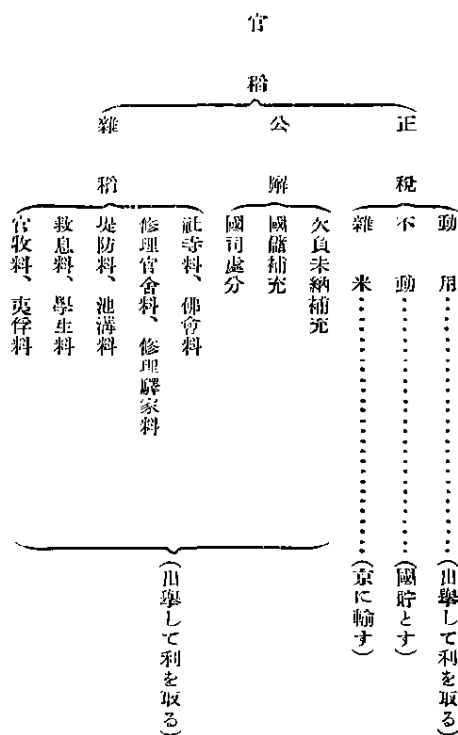 官稻
正稅
動用……………(出擧して利を取る)
不動……………(國貯とす)
雜米……………(京に輸す)
公廨
欠負未納補充
國儲補充
國司處分
雜稻
社寺料、佛會料
修理官舍料、修理驛家料
堤防料、池溝料
救息料、學生料
官牧料、夷俘料
(出擧して利を取る)